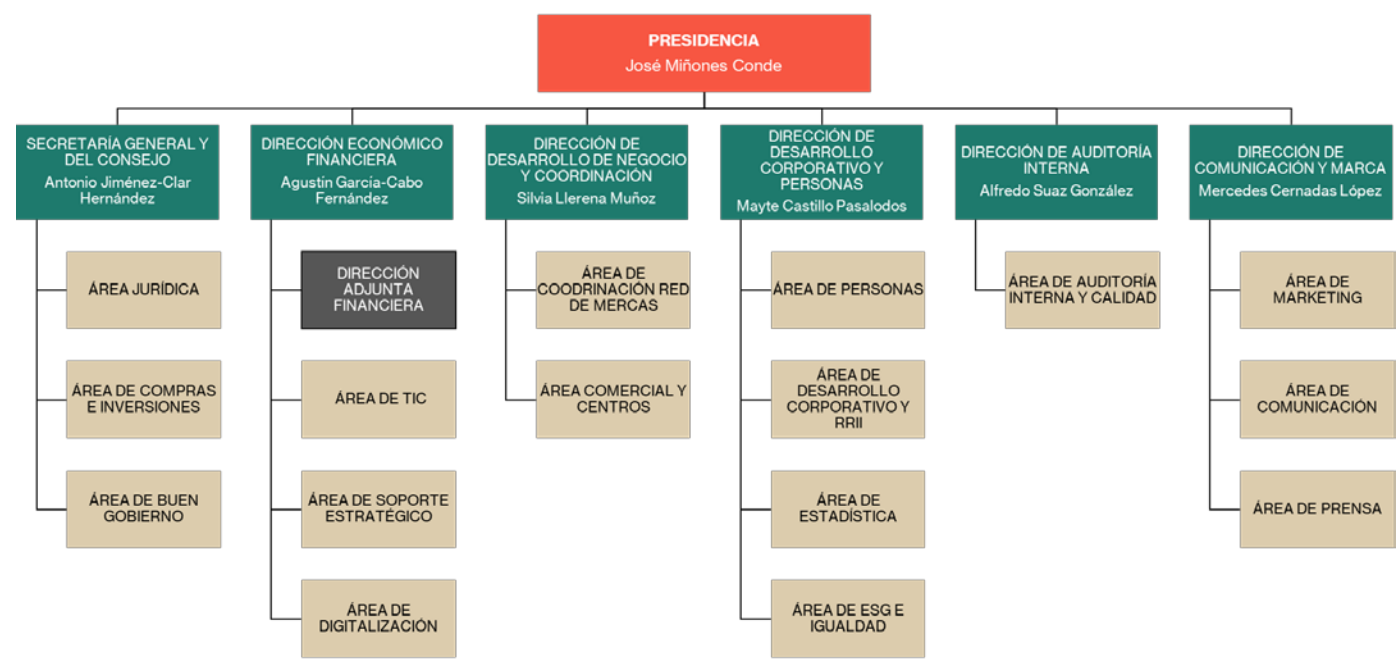 PRESIDENCIA
José Miñones Conde
SECRETARÍA GENERAL Y
DEL CONSEJO
Antonio Jiménez-Clar
Hernández
DIRECCIÓN ECONÓMICO
FINANCIERA
Agustín García-Cabo
Fernández
DIRECCIÓN DE
DESARROLLO DE NEGOCIO
Y COORDINACIÓN
Silvia Llerena Muñoz
DIRECCIÓN DE
DESARROLLO
CORPORATIVO Y
PERSONAS
Mayte Castillo Pasalodos
DIRECCIÓN DE AUDITORÍA
INTERNA
Alfredo Suaz González
DIRECCIÓN DE
COMUNICACIÓN Y MARCA
Mercedes Cernadas López
ÁREA JURÍDICA
ÁREA DE COMPRAS
E INVERSIONES
ÁREA DE BUEN
GOBIERNO
DIRECCIÓN
ADJUNTA
FINANCIERA
ÁREA DE TIC
ÁREA DE SOPORTE
ESTRATÉGICO
ÁREA DE
DIGITALIZACIÓN
ÁREA DE
COODRINACIÓN RED
DE MERCAS
ÁREA COMERCIAL Y
CENTROS
ÁREA DE PERSONAS
ÁREA DE
DESARROLLO
CORPORATIVO Y
RRII
ÁREA DE
ESTADÍSTICA
ÁREA DE ESG E
IGUALDAD
ÁREA DE AUDITORÍA
INTERNA Y CALIDAD
ÁREA DE
MARKETING
ÁREA DE
COMUNICACIÓN
ÁREA DE PRENSA